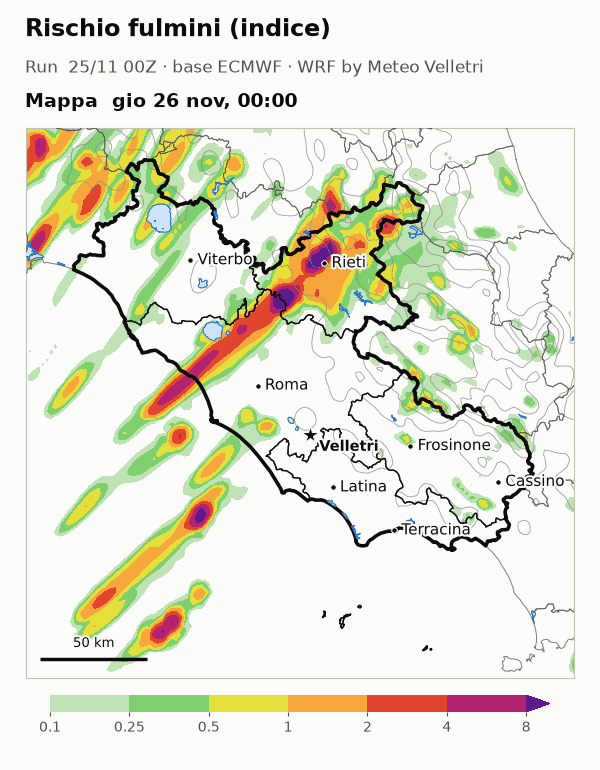 Rischio fulmini (indice)
Run  25/11 00Z · base ECMWF · WRF by Meteo Velletri
Mappa  gio 26 nov, 00:00
Viterbo
Rieti
Roma
Velletri
Frosinone
Latina
Cassino
Terracina
50 km
0.1 0.25 0.5 1 2 4 8